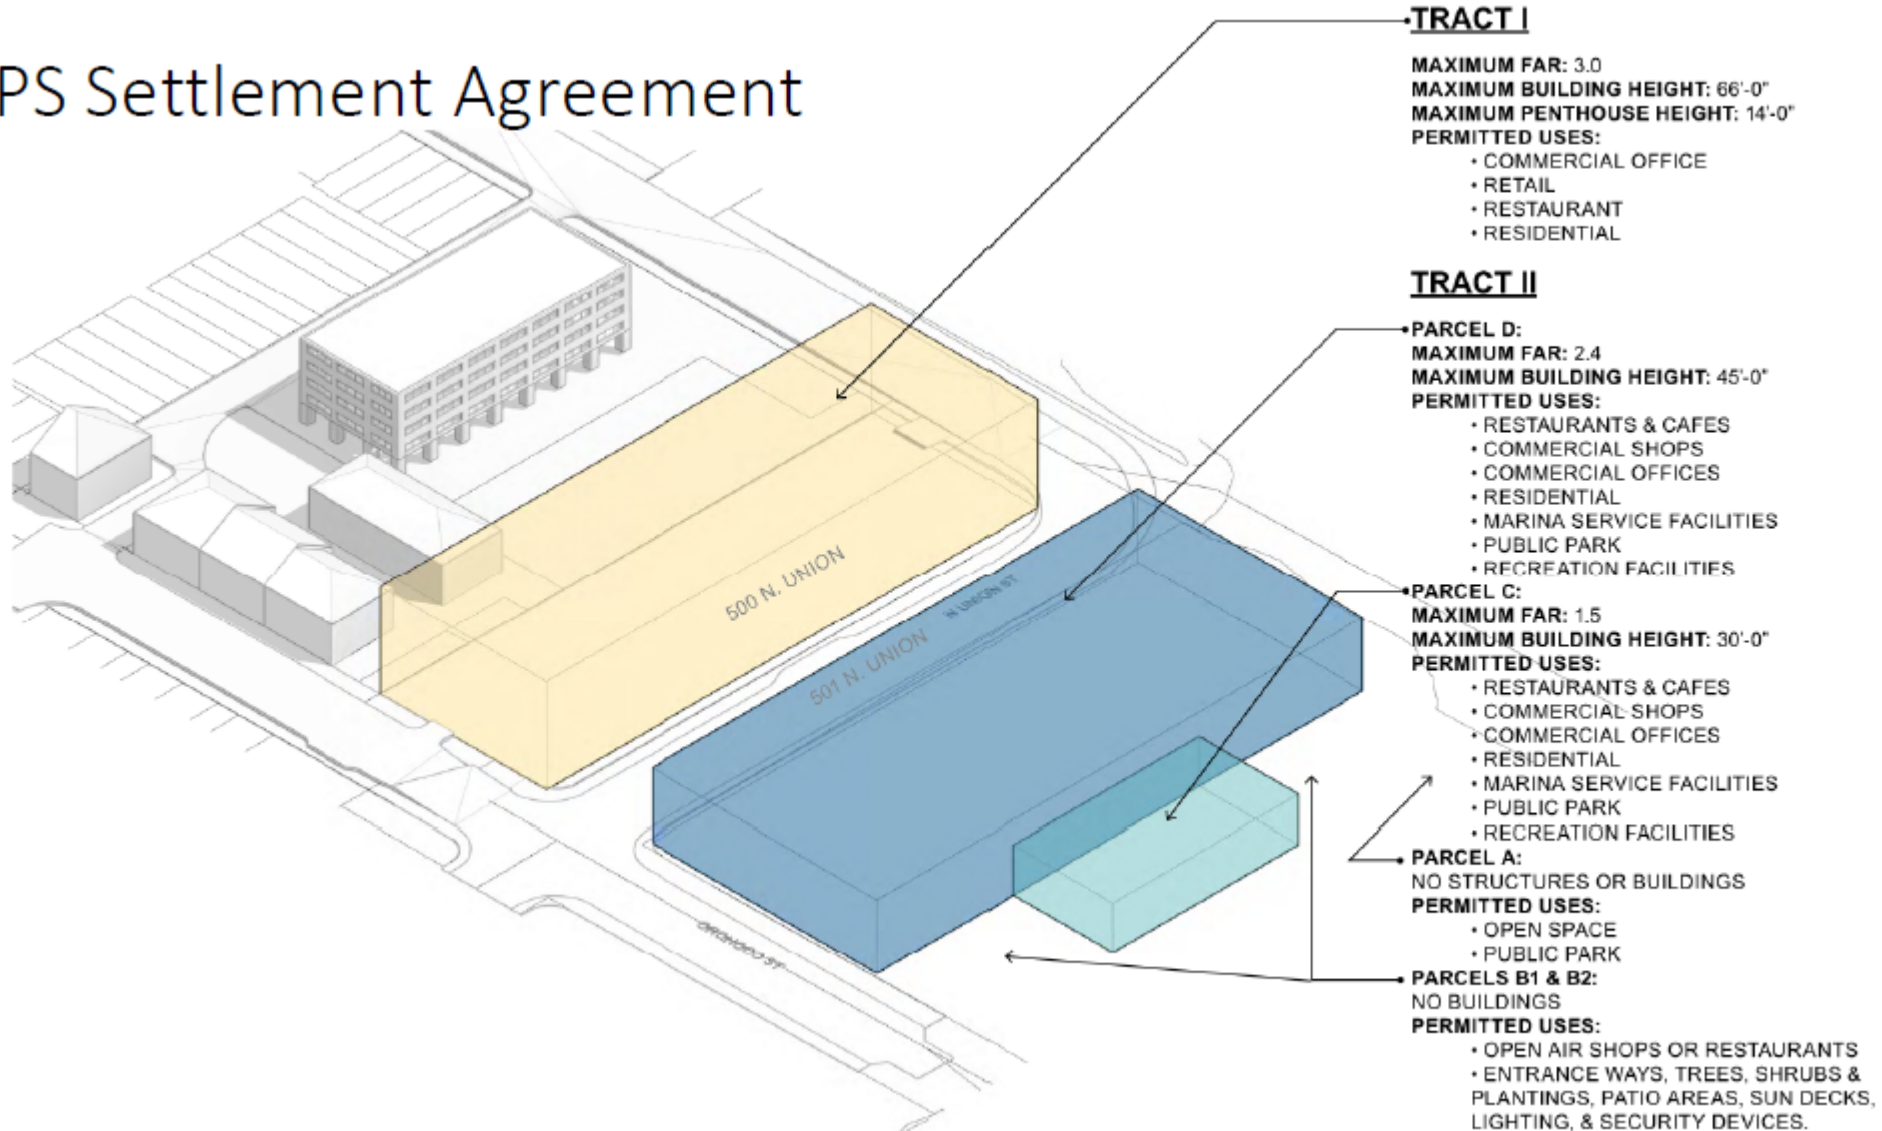 PS Settlement Agreement
TRACT I
MAXIMUM FAR: 3.0
MAXIMUM BUILDING HEIGHT: 66'-0"
MAXIMUM PENTHOUSE HEIGHT: 14'-0"
PERMITTED USES:
• COMMERCIAL OFFICE
• RETAIL
• RESTAURANT
• RESIDENTIAL
TRACT II
PARCEL D:
MAXIMUM FAR: 2.4
MAXIMUM BUILDING HEIGHT: 45'-0"
PERMITTED USES:
• RESTAURANTS & CAFES
• COMMERCIAL SHOPS
• COMMERCIAL OFFICES
• RESIDENTIAL
• MARINA SERVICE FACILITIES
• PUBLIC PARK
• RECREATION FACILITIES
PARCEL C:
MAXIMUM FAR: 1.5
MAXIMUM BUILDING HEIGHT: 30'-0"
PERMITTED USES:
• RESTAURANTS & CAFES
• COMMERCIAL SHOPS
• COMMERCIAL OFFICES
• RESIDENTIAL
• MARINA SERVICE FACILITIES
• PUBLIC PARK
• RECREATION FACILITIES
PARCEL A:
NO STRUCTURES OR BUILDINGS
PERMITTED USES:
• OPEN SPACE
• PUBLIC PARK
PARCELS B1 & B2:
NO BUILDINGS
PERMITTED USES:
• OPEN AIR SHOPS OR RESTAURANTS
• ENTRANCE WAYS, TREES, SHRUBS &
PLANTINGS, PATIO AREAS, SUN DECKS,
LIGHTING, & SECURITY DEVICES.
500 N. UNION
N UNION ST
501 N. UNION
ORONOCO ST